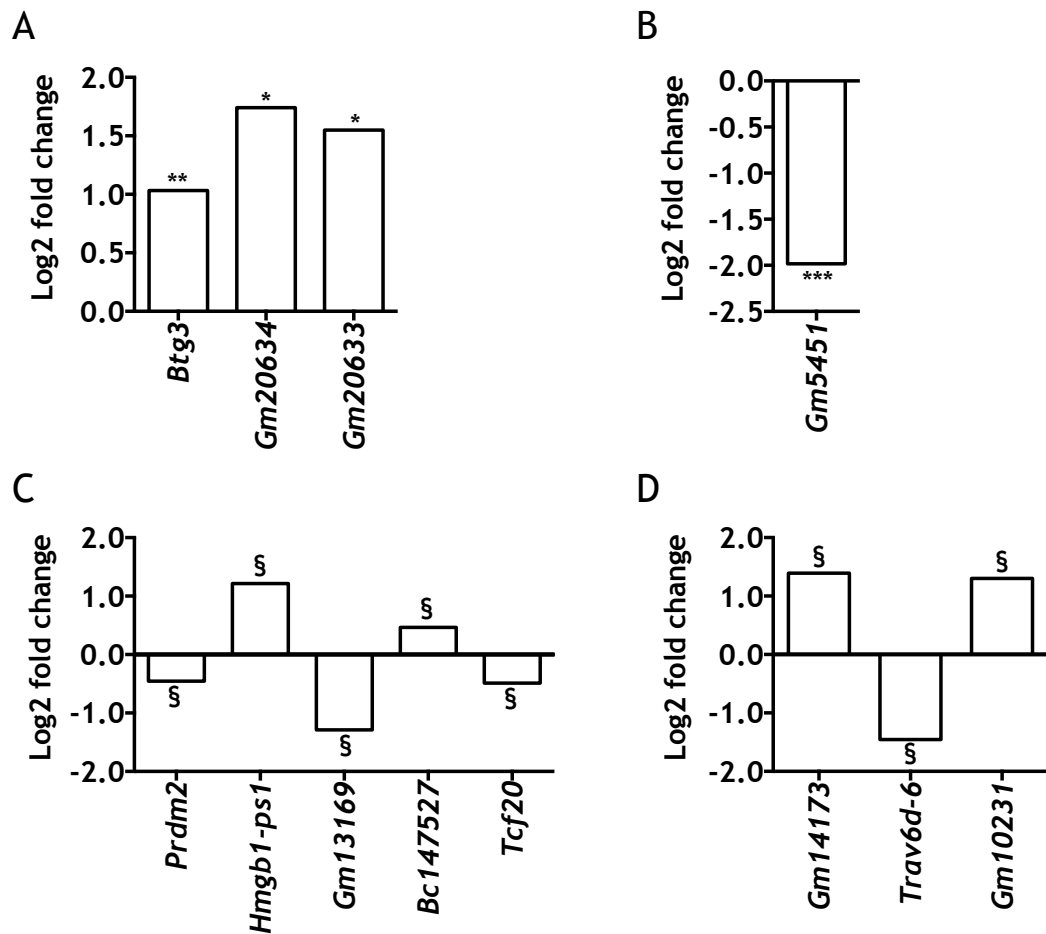 A
Log2 fold change
2.0
1.5
1.0
0.5
0.0
**
*
*
Btg3
Gm20634
Gm20633
B
Log2 fold change
0.0
-0.5
-1.0
-1.5
-2.0
-2.5
***
Gm5451
C
Log2 fold change
2.0
1.0
0.0
-1.0
-2.0
§
§
§
§
§
Prdm2
Hmgb1-ps1
Gm13169
Bc147527
Tcf20
D
Log2 fold change
2.0
1.0
0.0
-1.0
-2.0
§
§
§
Gm14173
Trav6d-6
Gm10231